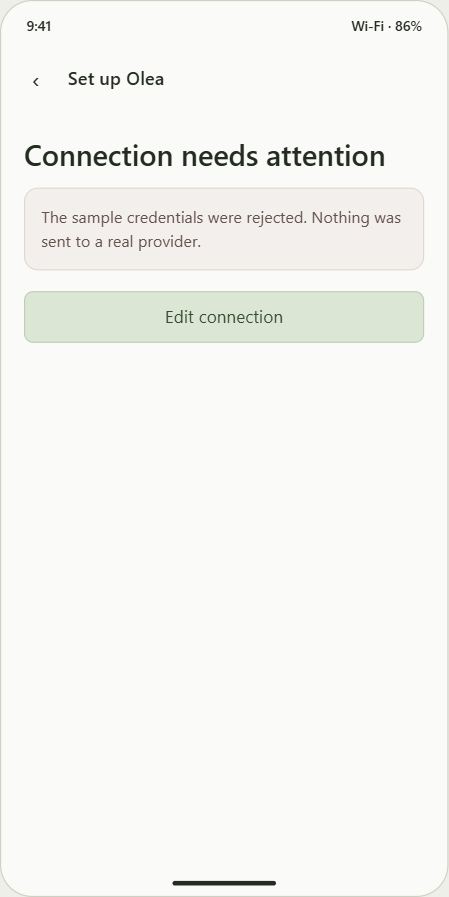 9:41
Wi-Fi · 86%
‹ Set up Olea
Connection needs attention
The sample credentials were rejected. Nothing was
sent to a real provider.
Edit connection